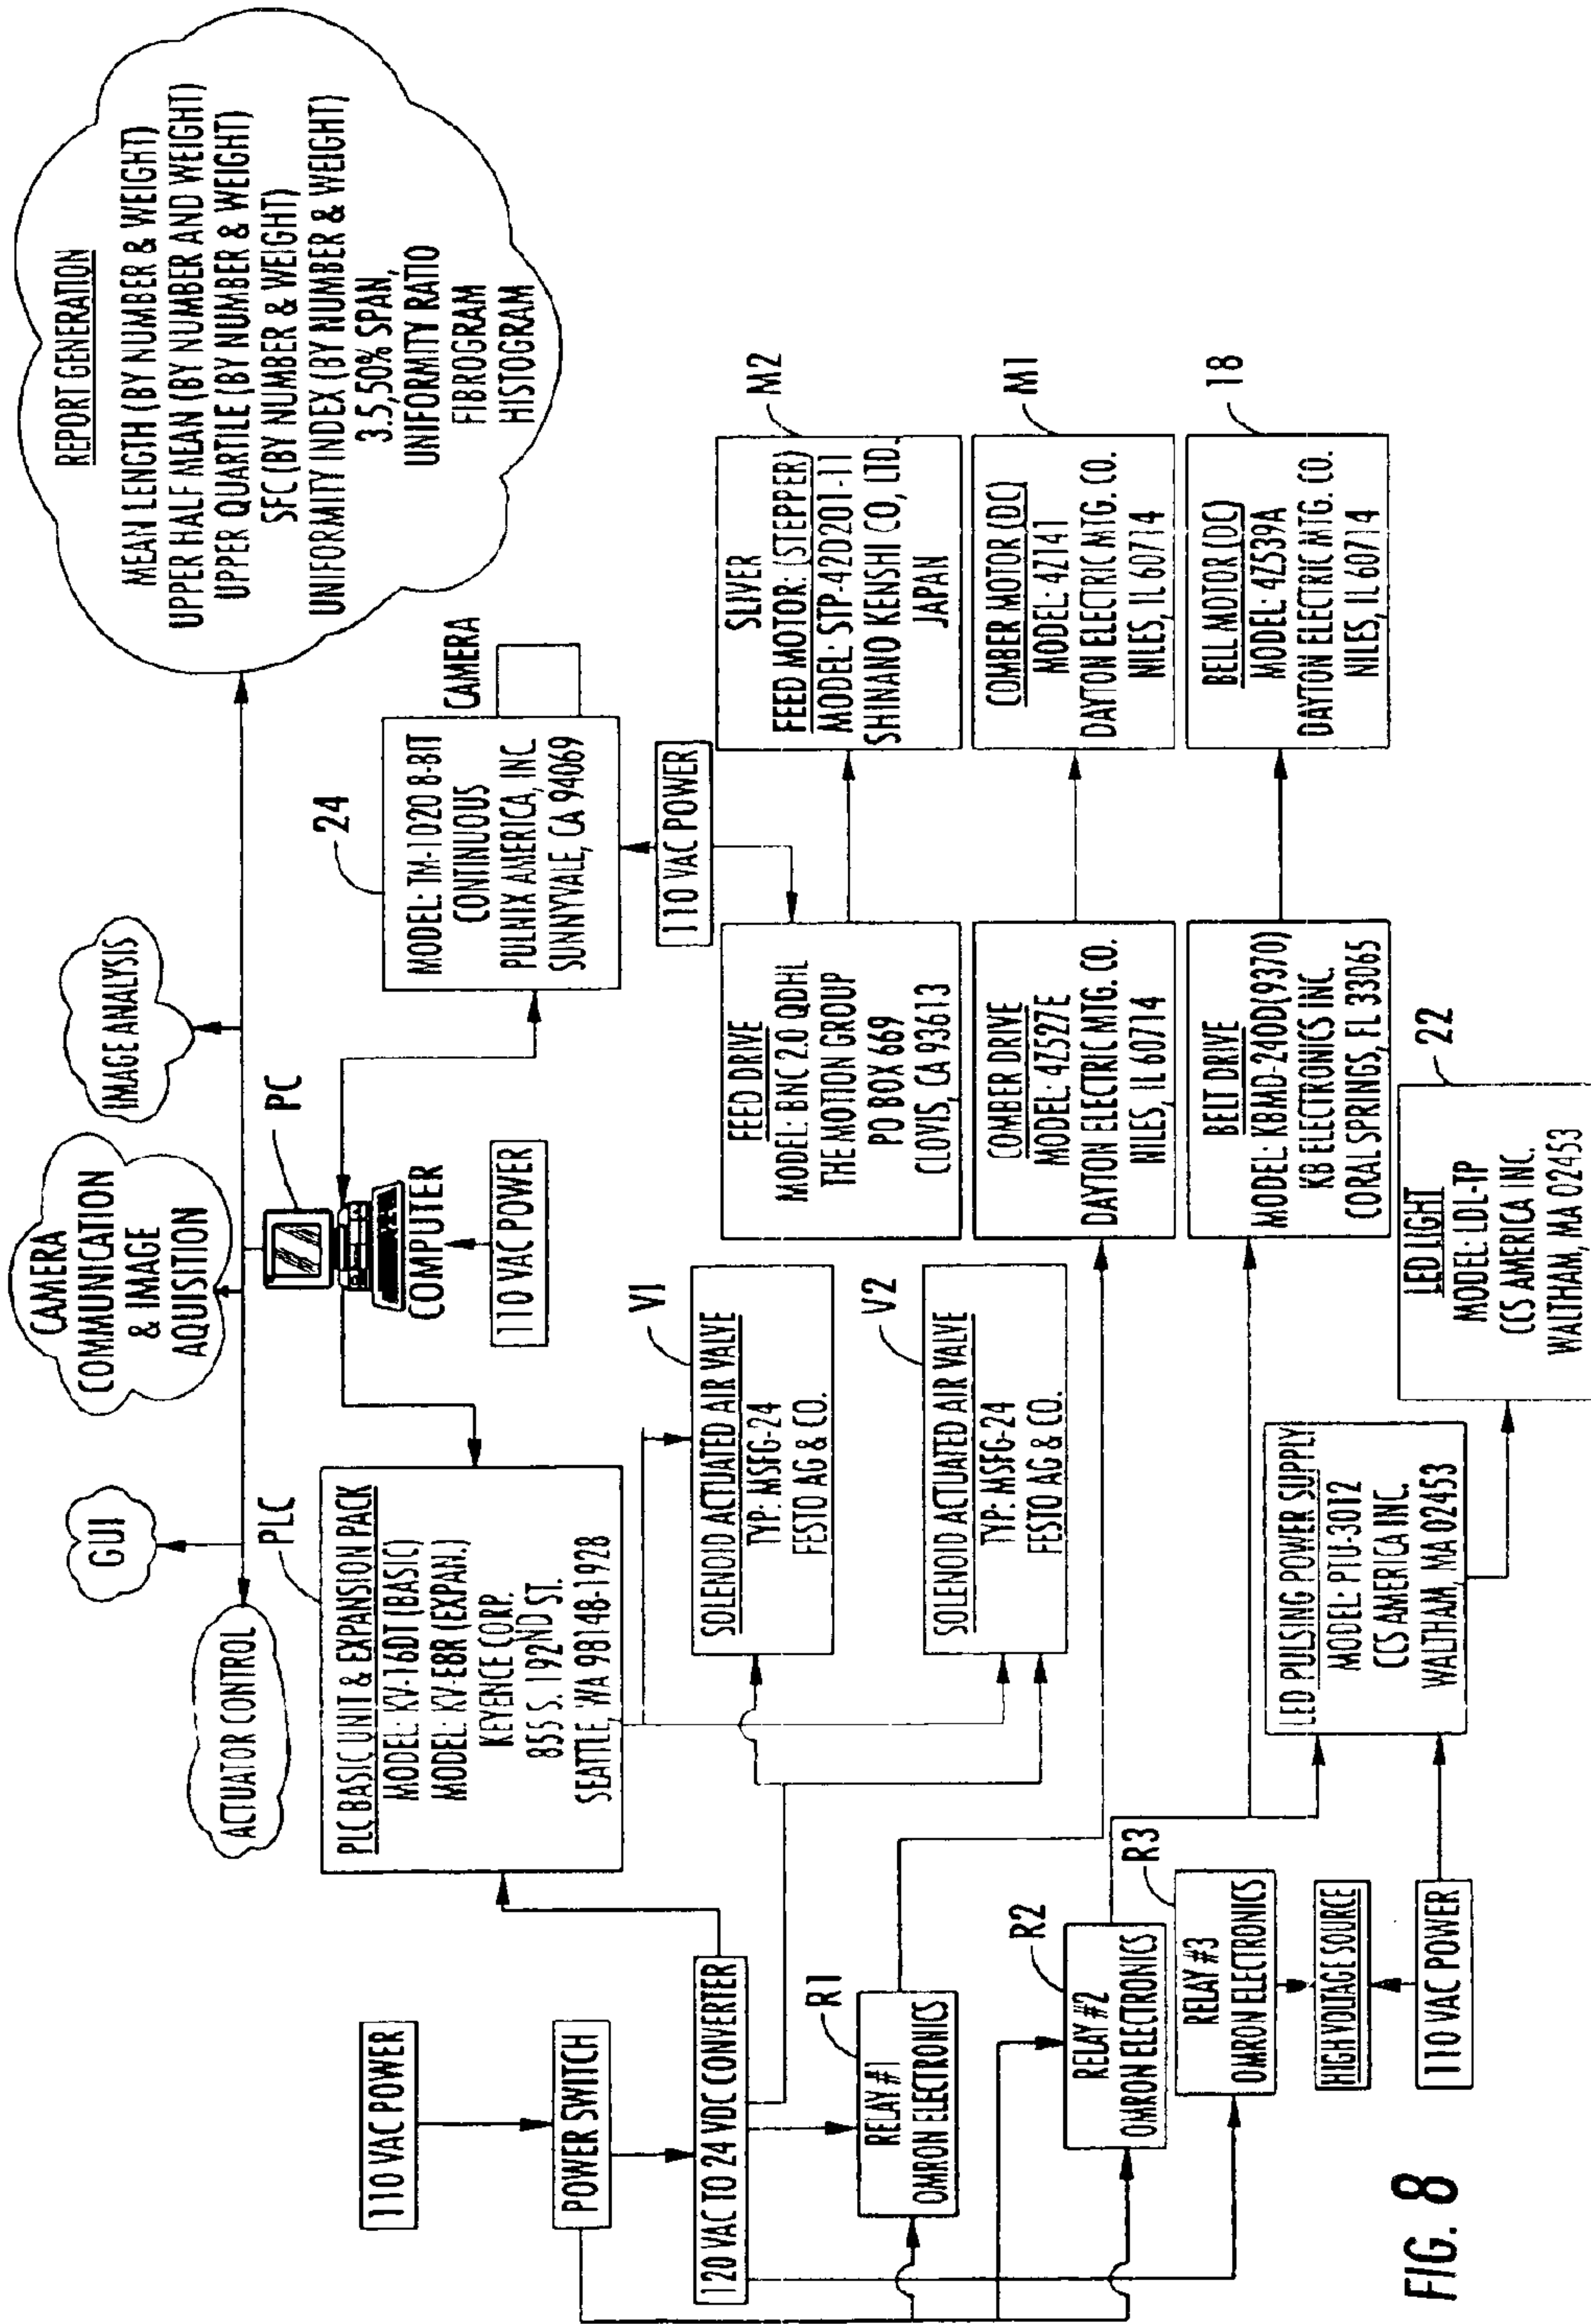 REPORT GENERATION
MEAN LENGTH (BY NUMBER & WEIGHT)
UPPER HALF MEAN (BY NUMBER AND WEIGHT)
UPPER QUARTILE (BY NUMBER & WEIGHT)
SFC (BY NUMBER & WEIGHT)
UNIFORMITY INDEX (BY NUMBER & WEIGHT)
3.5,50% SPAN,
UNIFORMITY RATIO
FIBROGRAM
HISTOGRAM
IMAGE ANALYSIS
CAMERA
COMMUNICATION
& IMAGE
AQUISITION
GUI
ACTUATOR CONTROL
PC
COMPUTER
110 VAC POWER
24
MODEL: TM-1020 8-BIT
CONTINUOUS
PULNIX AMERICA, INC.
SUNNYVALE, CA 94069
CAMERA
110 VAC POWER
PLC
PLC BASIC UNIT & EXPANSION PACK
MODEL: KV-16DT (BASIC)
MODEL: KV-E8R (EXPAN.)
KEYENCE CORP.
855 S. 192ND ST.
SEATTLE, WA 98148-1928
110 VAC POWER
POWER SWITCH
120 VAC TO 24 VDC CONVERTER
V1
SOLENOID ACTUATED AIR VALVE
TYP: MSFG-24
FESTO AG & CO.
V2
SOLENOID ACTUATED AIR VALVE
TYP: MSFG-24
FESTO AG & CO.
FEED DRIVE
MODEL: BNC 2.0 QDHL
THE MOTION GROUP
PO BOX 669
CLOVIS, CA 93613
M2
SLIVER
FEED MOTOR: (STEPPER)
MODEL: STP-42D201-11
SHINANO KENSHI CO, LTD.
JAPAN
COMBER DRIVE
MODEL: 4Z527E
DAYTON ELECTRIC MTG. CO.
NILES, IL 60714
M1
COMBER MOTOR (DC)
MODEL: 4Z141
DAYTON ELECTRIC MTG. CO.
NILES, IL 60714
BELT DRIVE
MODEL: KBMD-240D(9370)
KB ELECTRONICS INC.
CORAL SPRINGS, FL 33065
18
BELL MOTOR (DC)
MODEL: 4Z539A
DAYTON ELECTRIC MTG. CO.
NILES, IL 60714
R1
RELAY #1
OMRON ELECTRONICS
R2
RELAY #2
OMRON ELECTRONICS
R3
RELAY #3
OMRON ELECTRONICS
HIGH VOLTAGE SOURCE
110 VAC POWER
LED PULSING POWER SUPPLY
MODEL: PTU-3012
CCS AMERICA INC.
WALTHAM, MA 02453
22
LED LIGHT
MODEL: LDL-TP
CCS AMERICA INC.
WALTHAM, MA 02453
FIG. 8